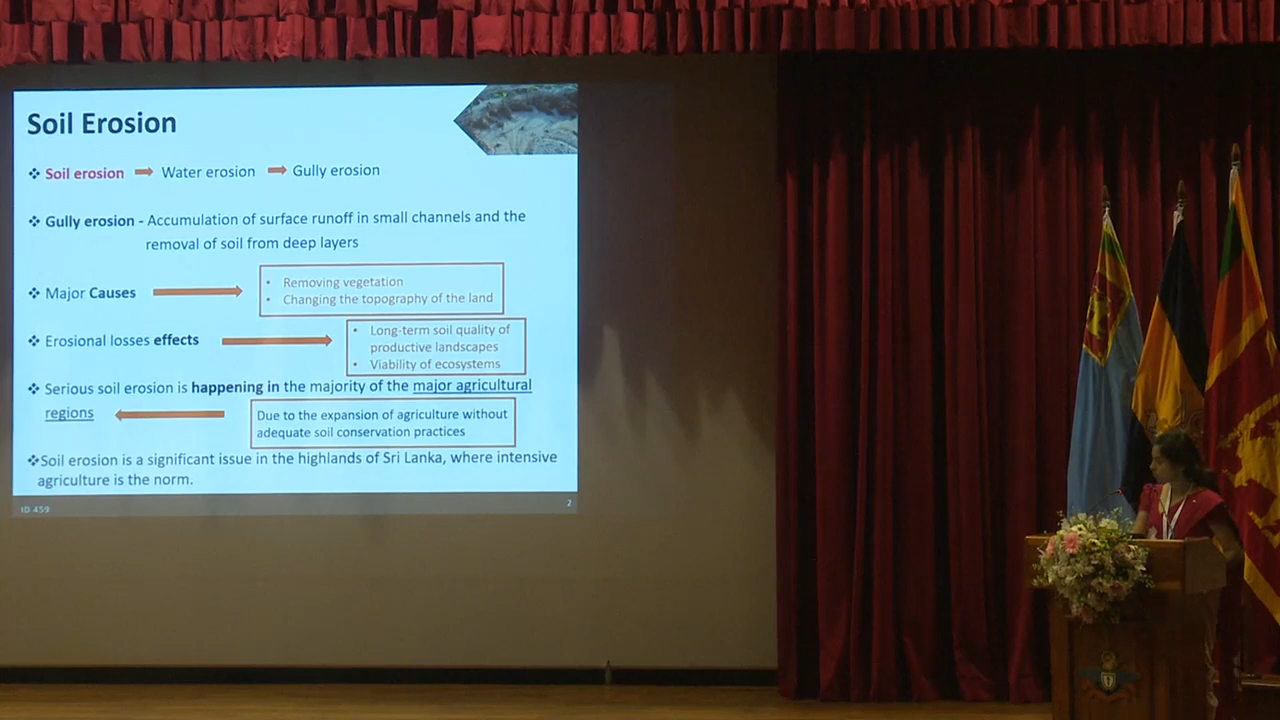 Soil Erosion
❖ Soil erosion ➡ Water erosion ➡ Gully erosion
❖ Gully erosion - Accumulation of surface runoff in small channels and the
removal of soil from deep layers
❖ Major Causes
• Removing vegetation
• Changing the topography of the land
❖ Erosional losses effects
• Long-term soil quality of
productive landscapes
• Viability of ecosystems
❖ Serious soil erosion is happening in the majority of the major agricultural
regions
Due to the expansion of agriculture without
adequate soil conservation practices
❖Soil erosion is a significant issue in the highlands of Sri Lanka, where intensive
agriculture is the norm.
ID 459
2